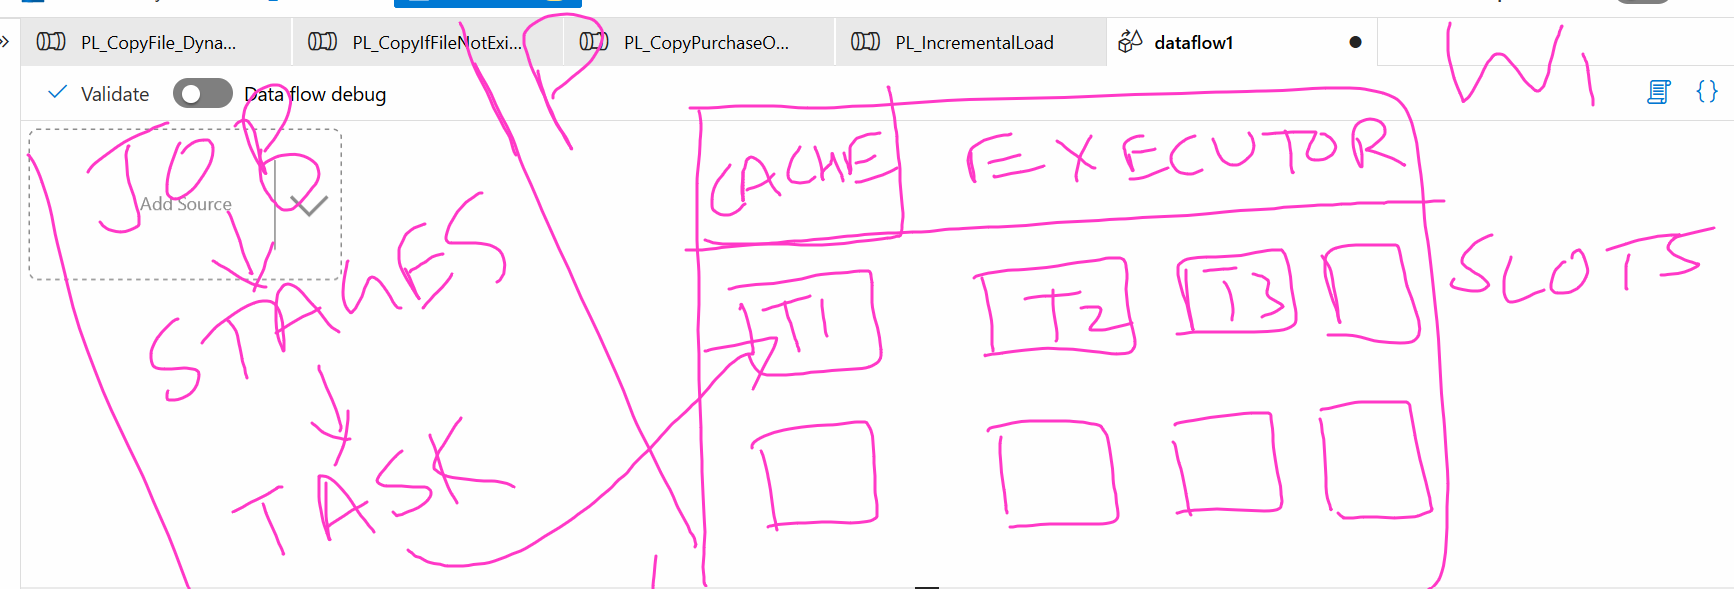 PL_CopyFile_Dyna...
PL_CopyIfFileNotExi...
PL_CopyPurchaseO...
PL_IncrementalLoad
dataflow1
P
W1
Validate
Data flow debug
{}
JOB
Add Source
STAGES
TASK
CACHE
EXECUTOR
SLOTS
T1
T2
T3